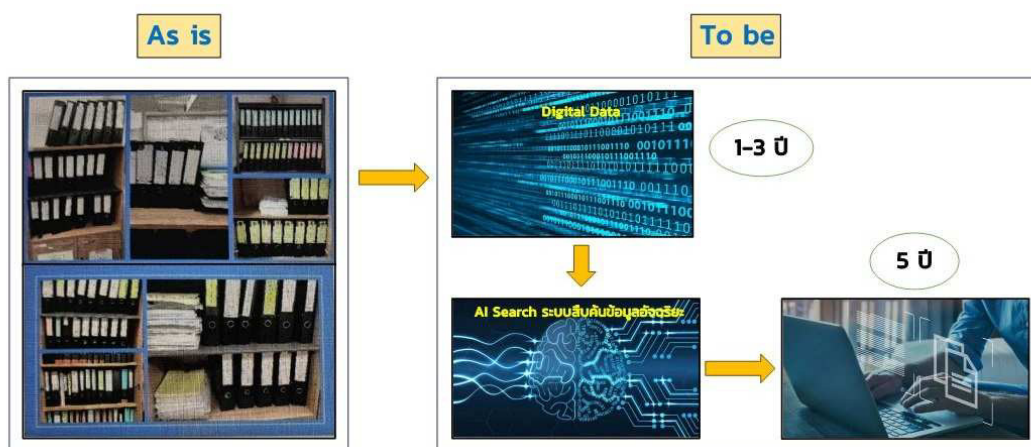 As is
To be
Digital Data
1-3 ปี
5 ปี
AI Search ระบบสืบค้นข้อมูลอัจฉริยะ